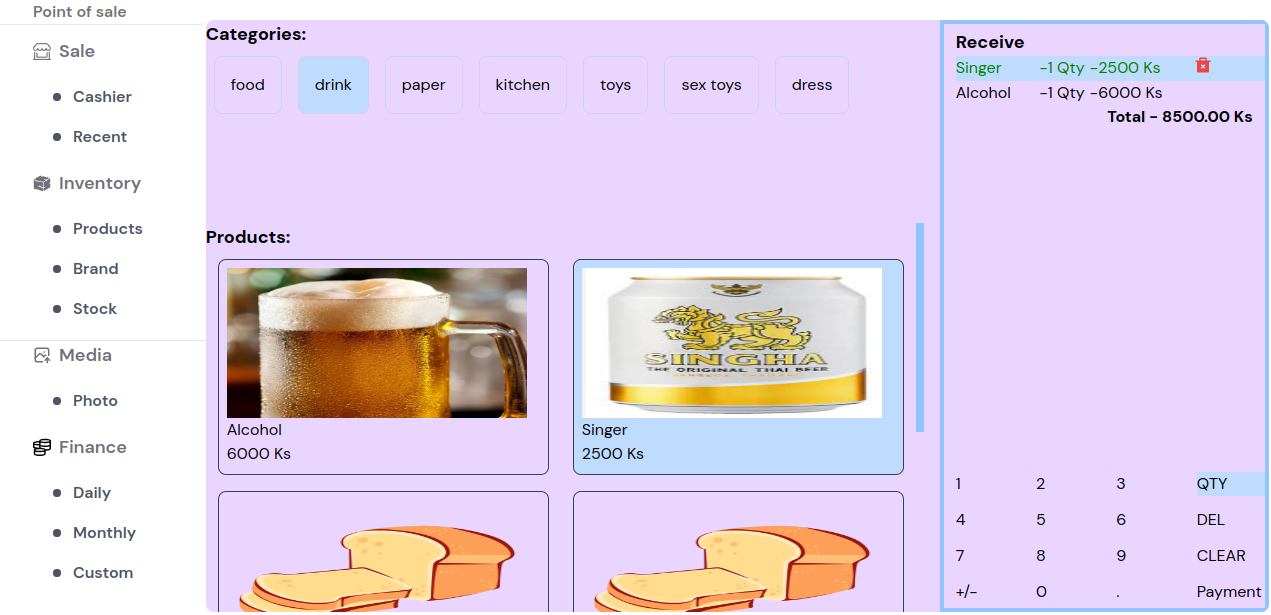 Point of sale
Sale
Cashier
Recent
Inventory
Products
Brand
Stock
Media
Photo
Finance
Daily
Monthly
Custom
Categories:
food drink paper kitchen toys sex toys dress
Products:
Alcohol
6000 Ks
SINGHA
THE ORIGINAL THAI BEER
Singer
2500 Ks
Receive
Singer -1 Qty -2500 Ks
Alcohol -1 Qty -6000 Ks
Total - 8500.00 Ks
1 2 3 QTY
4 5 6 DEL
7 8 9 CLEAR
+/- 0 . Payment